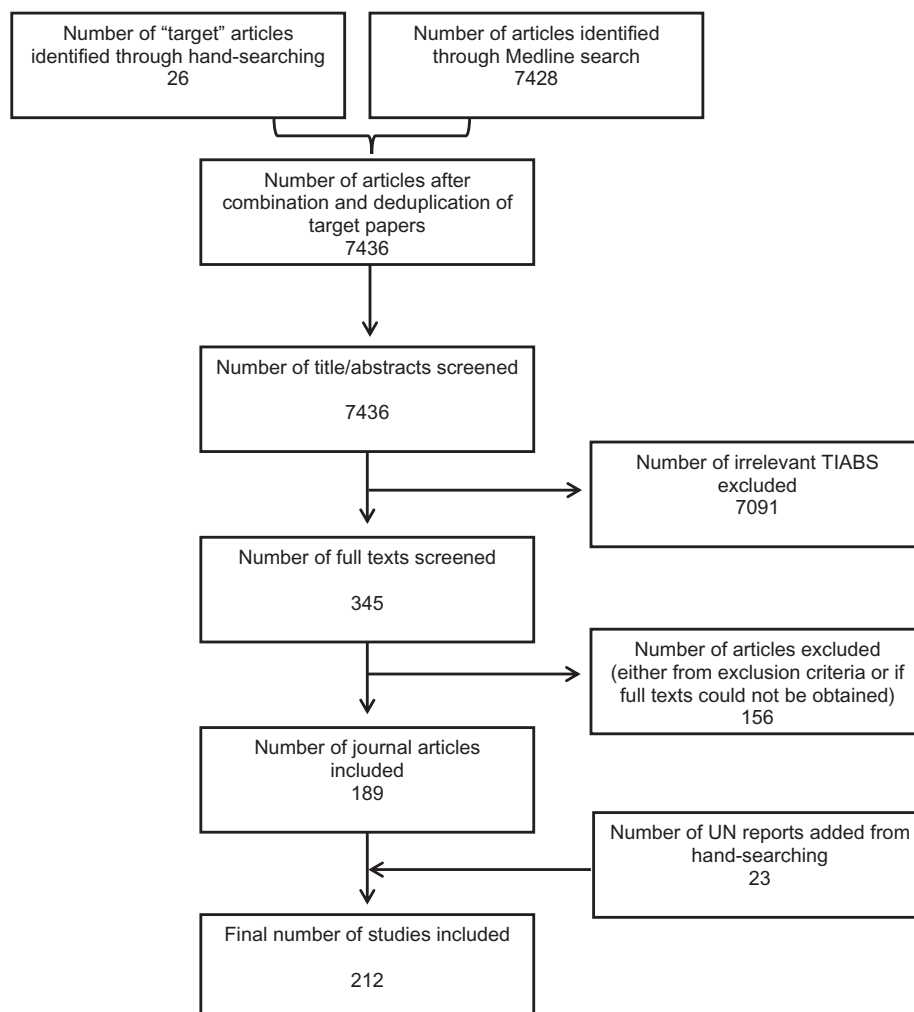 Number of “target” articles
identified through hand-searching
26
Number of articles identified
through Medline search
7428
Number of articles after
combination and deduplication of
target papers
7436
Number of title/abstracts screened
7436
Number of irrelevant TIABS
excluded
7091
Number of full texts screened
345
Number of articles excluded
(either from exclusion criteria or if
full texts could not be obtained)
156
Number of journal articles
included
189
Number of UN reports added from
hand-searching
23
Final number of studies included
212